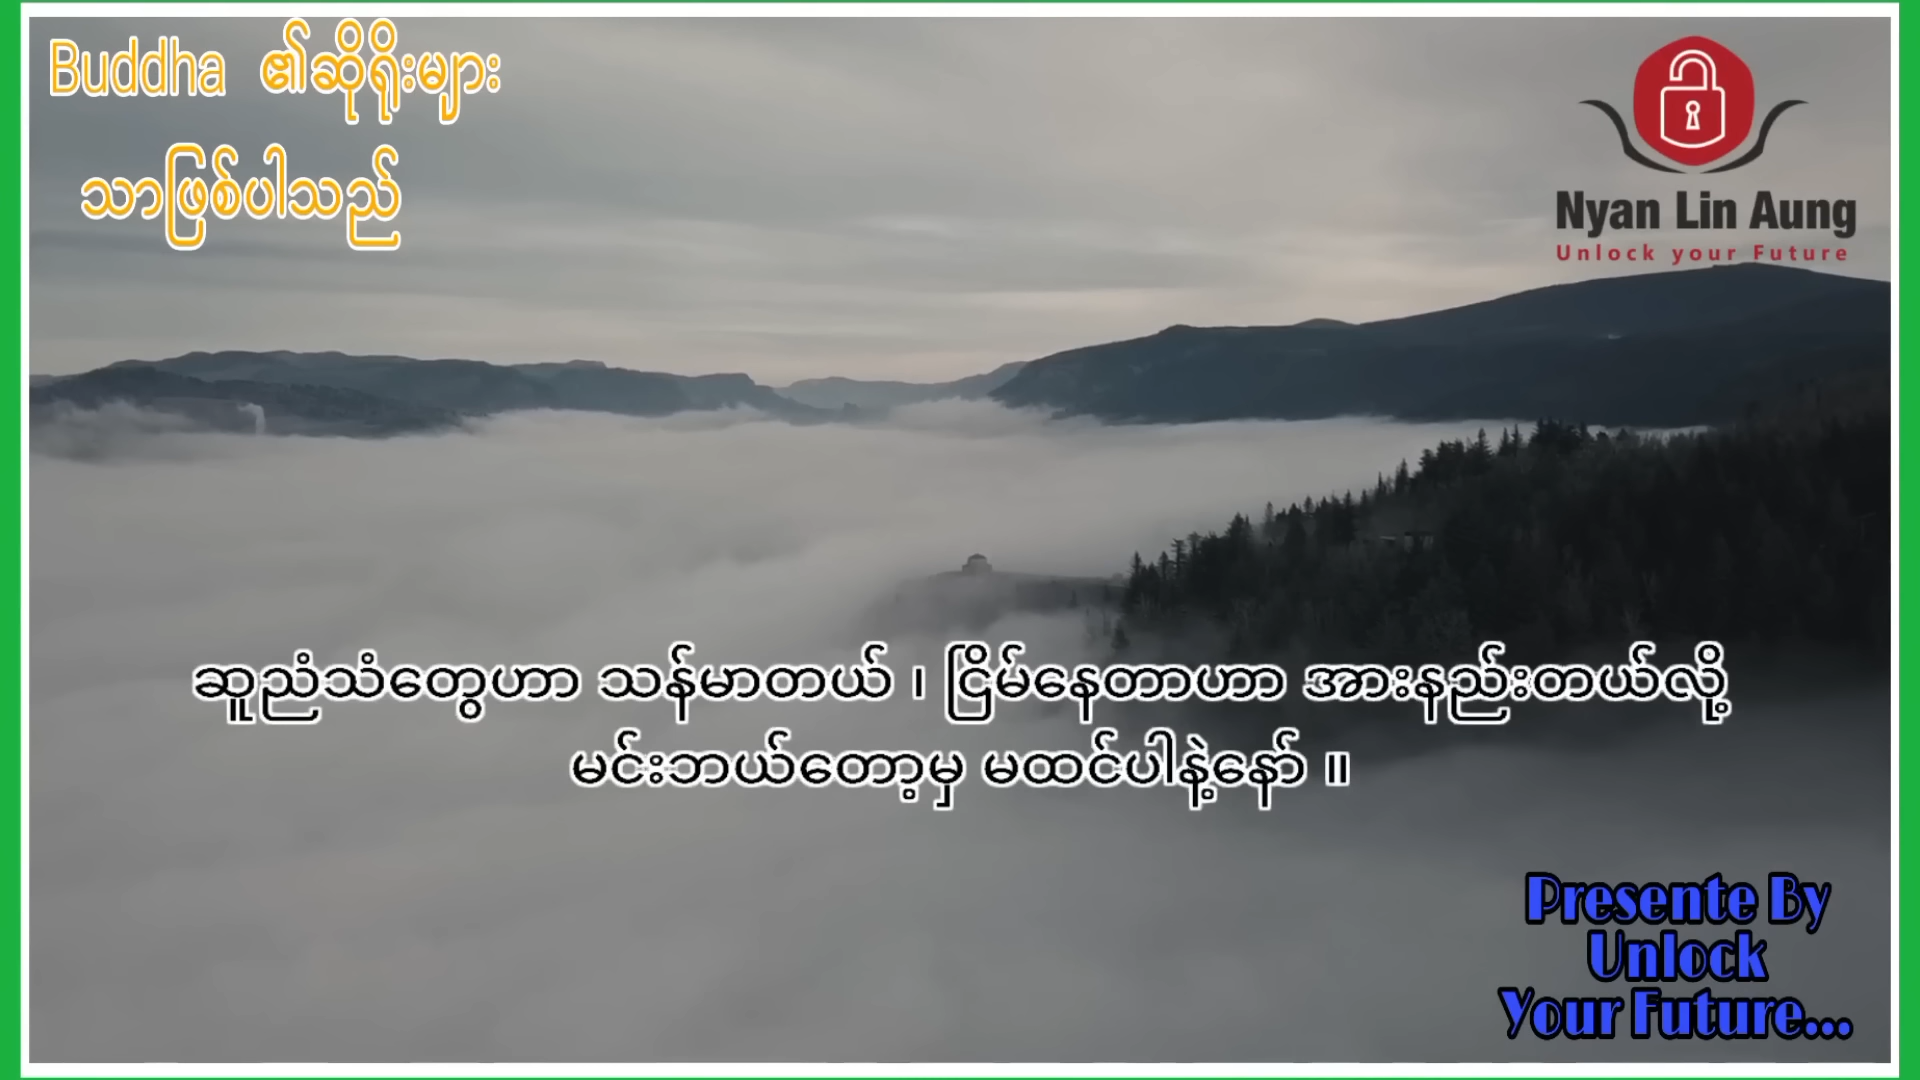 Buddha ၏ဆိုရိုးများ
သာဖြစ်ပါသည်
Nyan Lin Aung
Unlock your Future
ဆူညံသံတွေဟာ သန်မာတယ် ၊ ငြိမ်နေတာဟာ အားနည်းတယ်လို့
မင်းဘယ်တော့မှ မထင်ပါနဲ့နော် ။
Presente By
Unlock
Your Future...